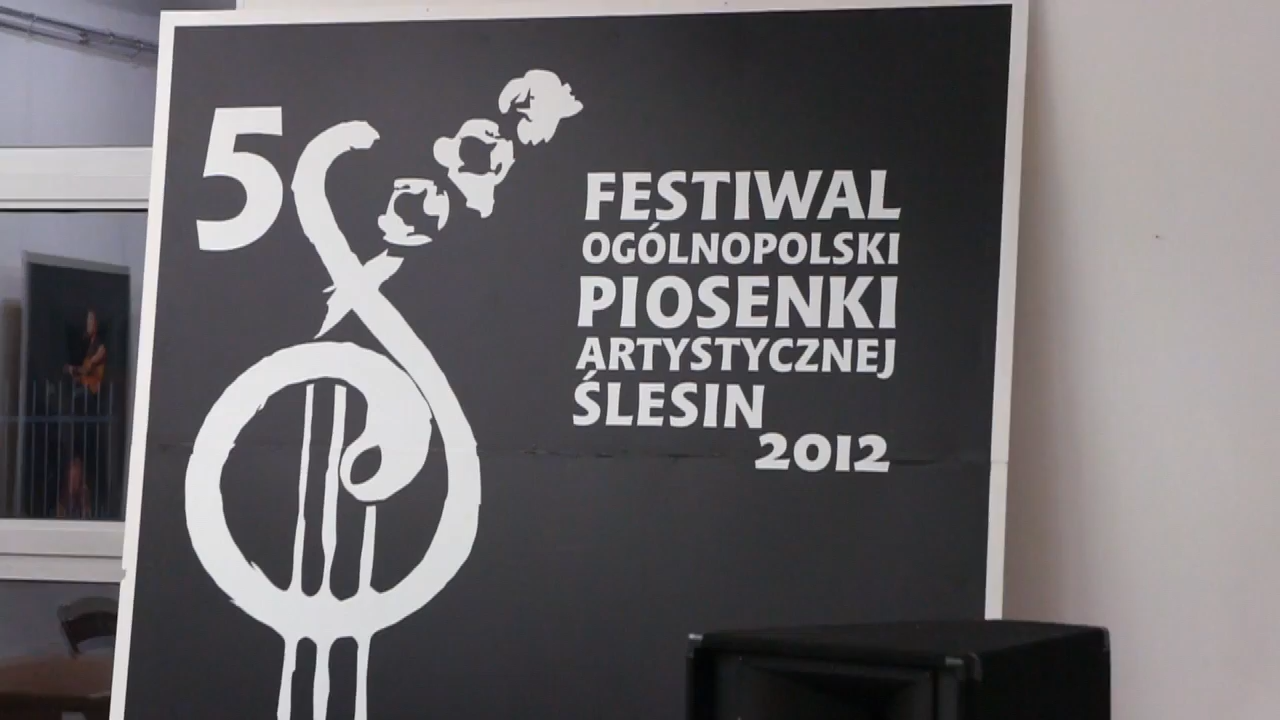 5
FESTIWAL
OGÓLNOPOLSKI
PIOSENKI
ARTYSTYCZNEJ
ŚLESIN
2012